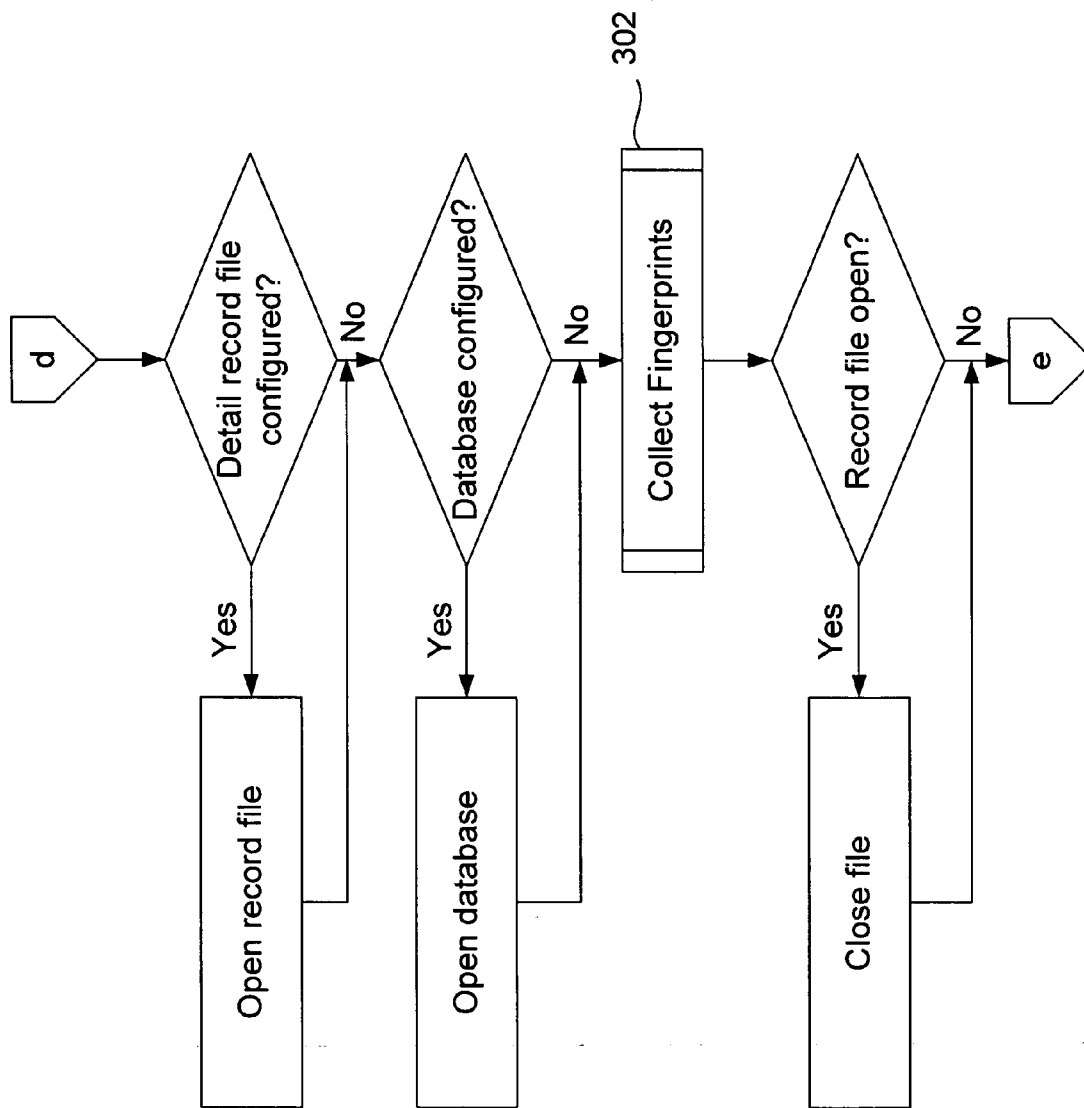 d
Detail record file
configured?
Yes
Open record file
No
Database configured?
Yes
Open database
No
Collect Fingerprints
302
Record file open?
Yes
Close file
No
e